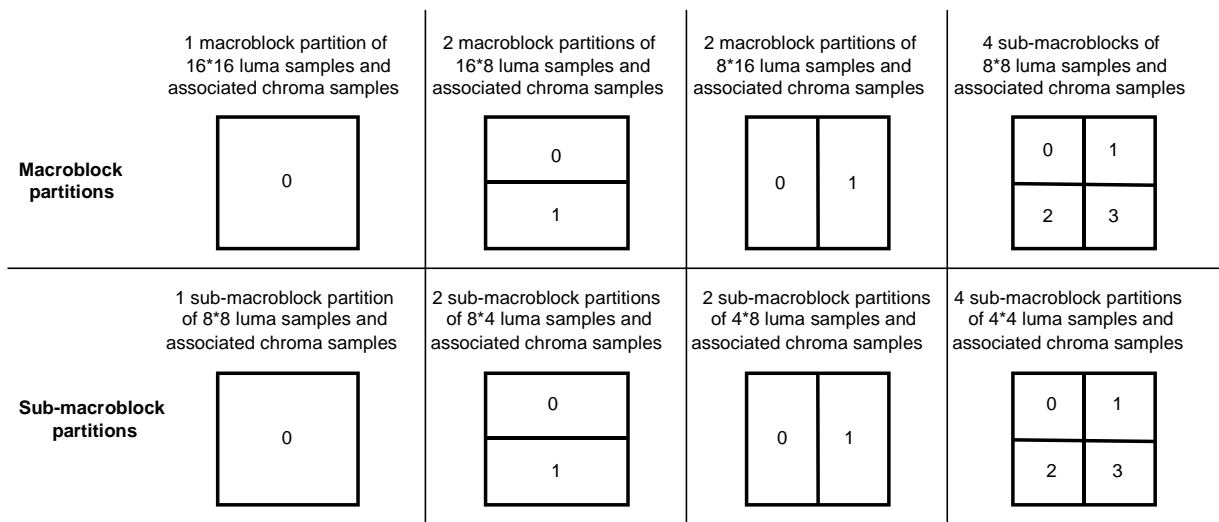 1 macroblock partition of
16*16 luma samples and
associated chroma samples
2 macroblock partitions of
16*8 luma samples and
associated chroma samples
2 macroblock partitions of
8*16 luma samples and
associated chroma samples
4 sub-macroblocks of
8*8 luma samples and
associated chroma samples
Macroblock
partitions
0
0
1
0 1
0 1
2 3
1 sub-macroblock partition
of 8*8 luma samples and
associated chroma samples
2 sub-macroblock partitions
of 8*4 luma samples and
associated chroma samples
2 sub-macroblock partitions
of 4*8 luma samples and
associated chroma samples
4 sub-macroblock partitions
of 4*4 luma samples and
associated chroma samples
Sub-macroblock
partitions
0
0
1
0 1
0 1
2 3